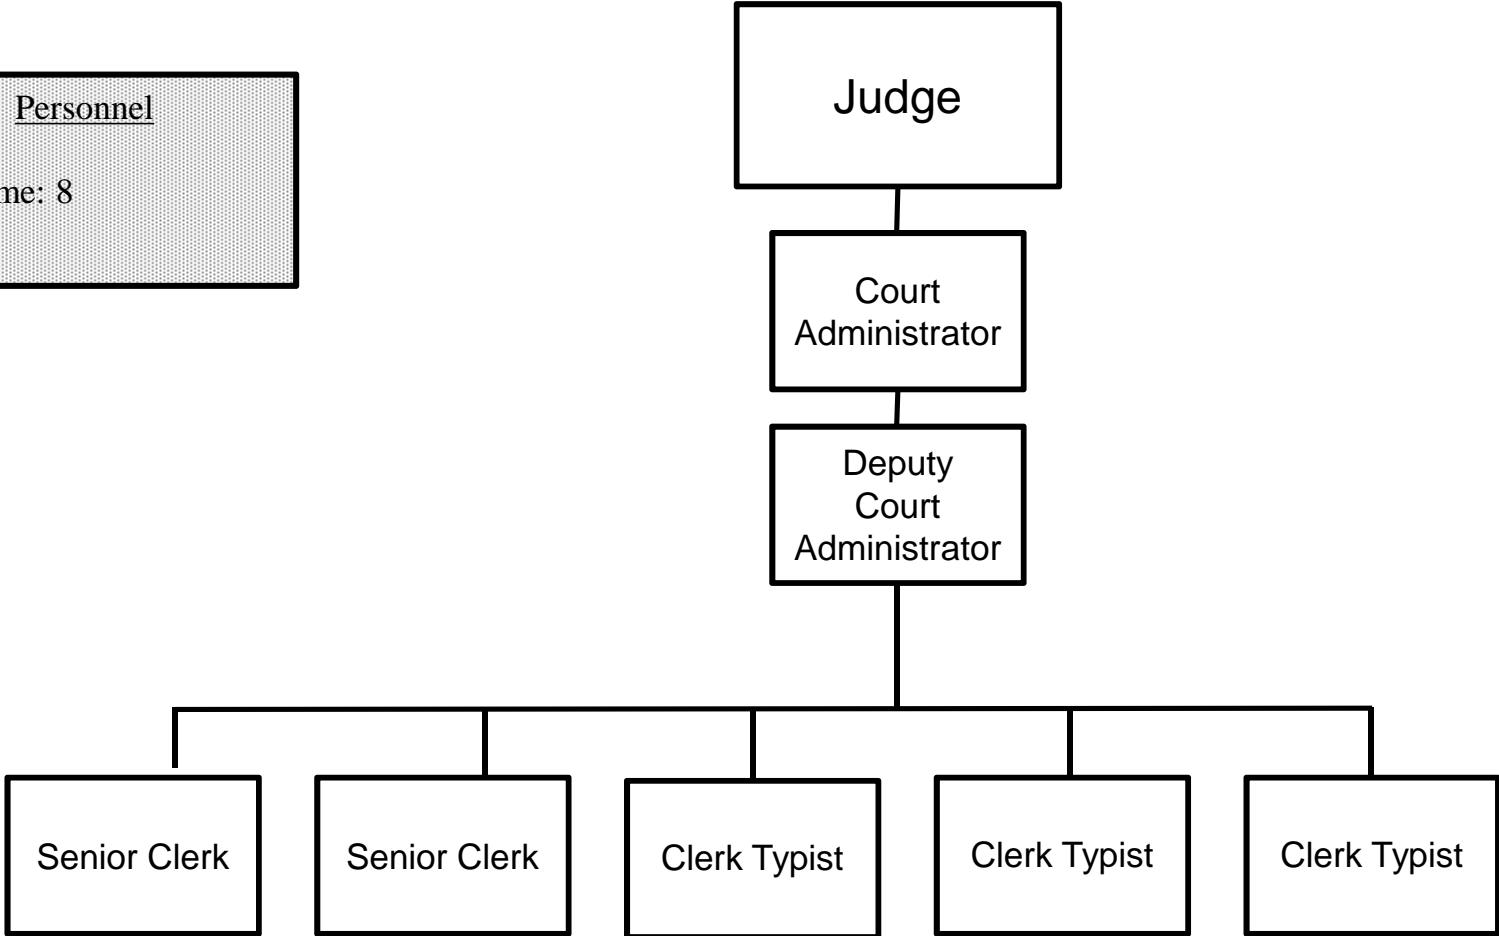 Personnel
me: 8
Judge
Court
Administrator
Deputy
Court
Administrator
Senior Clerk
Senior Clerk
Clerk Typist
Clerk Typist
Clerk Typist